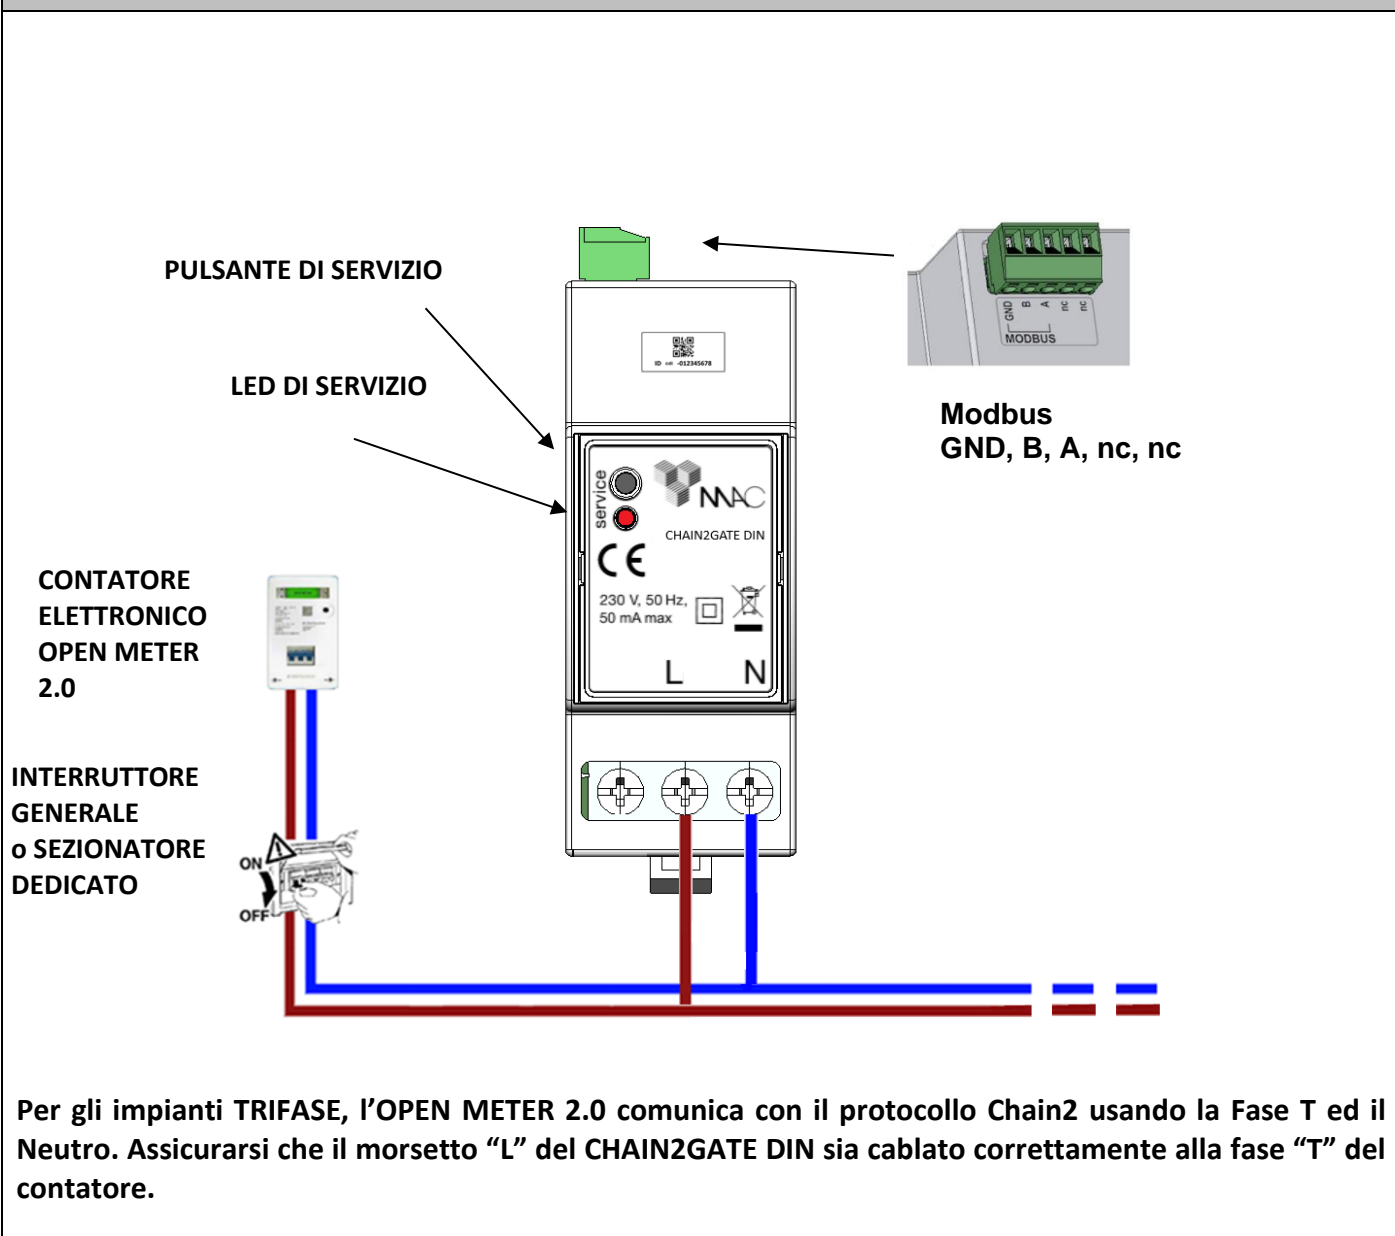 PULSANTE DI SERVIZIO
LED DI SERVIZIO
GND
B
A
nc
nc
MODBUS
Modbus
GND, B, A, nc, nc
ID
-012345678
service
MAC
CHAIN2GATE DIN
CE
230 V, 50 Hz,
50 mA max
L
N
CONTATORE
ELETTRONICO
OPEN METER
2.0
INTERRUTTORE
GENERALE
o SEZIONATORE
DEDICATO
ON
OFF
Per gli impianti TRIFASE, l’OPEN METER 2.0 comunica con il protocollo Chain2 usando la Fase T ed il
Neutro. Assicurarsi che il morsetto “L” del CHAIN2GATE DIN sia cablato correttamente alla fase “T” del
contatore.